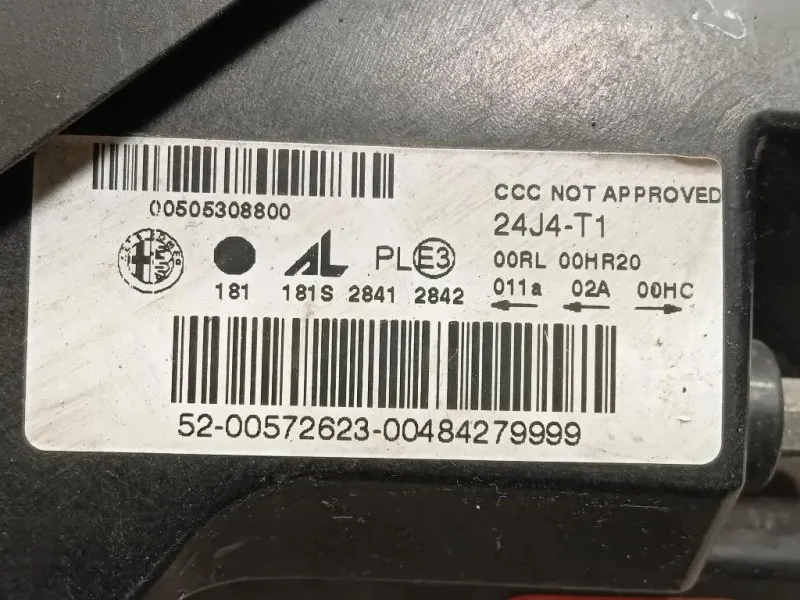 00505308800
CCC NOT APPROVED
24J4-T1
AL PL E3
00RL 00HR20
181 181S 2841 2842
011a 02A 00HC
52-00572623-00484279999